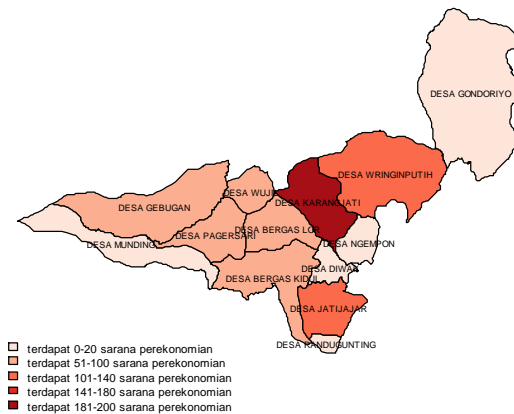 DESA GONDORIYO
DESA WRINGINPUTIH
DESA WUJIL
DESA KARANGJATI
DESA GEBUGAN
DESA BERGAS LOR
DESA PAGERSARI
DESA MUNDING
DESA NGEMPON
DESA DIWAK
DESA BERGAS KIDUL
DESA JATIJAJAR
DESA RANDUGUNTING
terdapat 0-20 sarana perekonomian
terdapat 51-100 sarana perekonomian
terdapat 101-140 sarana perekonomian
terdapat 141-180 sarana perekonomian
terdapat 181-200 sarana perekonomian